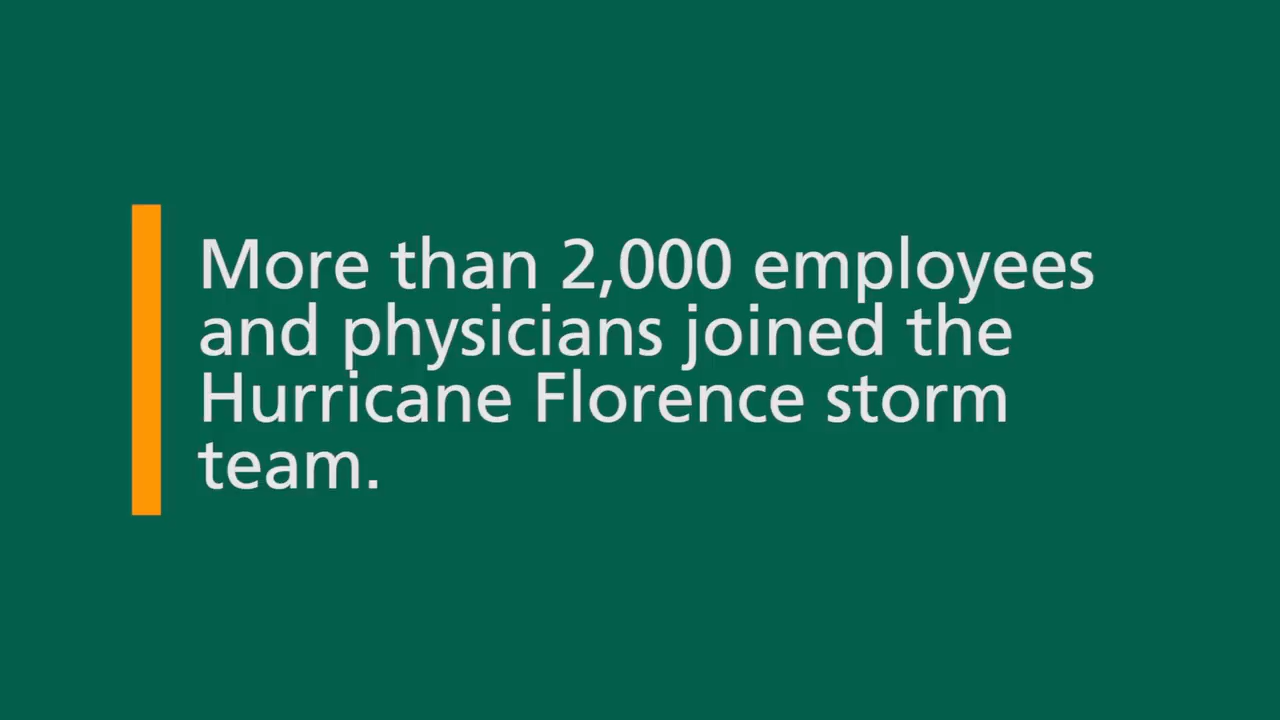 More than 2,000 employees
and physicians joined the
Hurricane Florence storm
team.